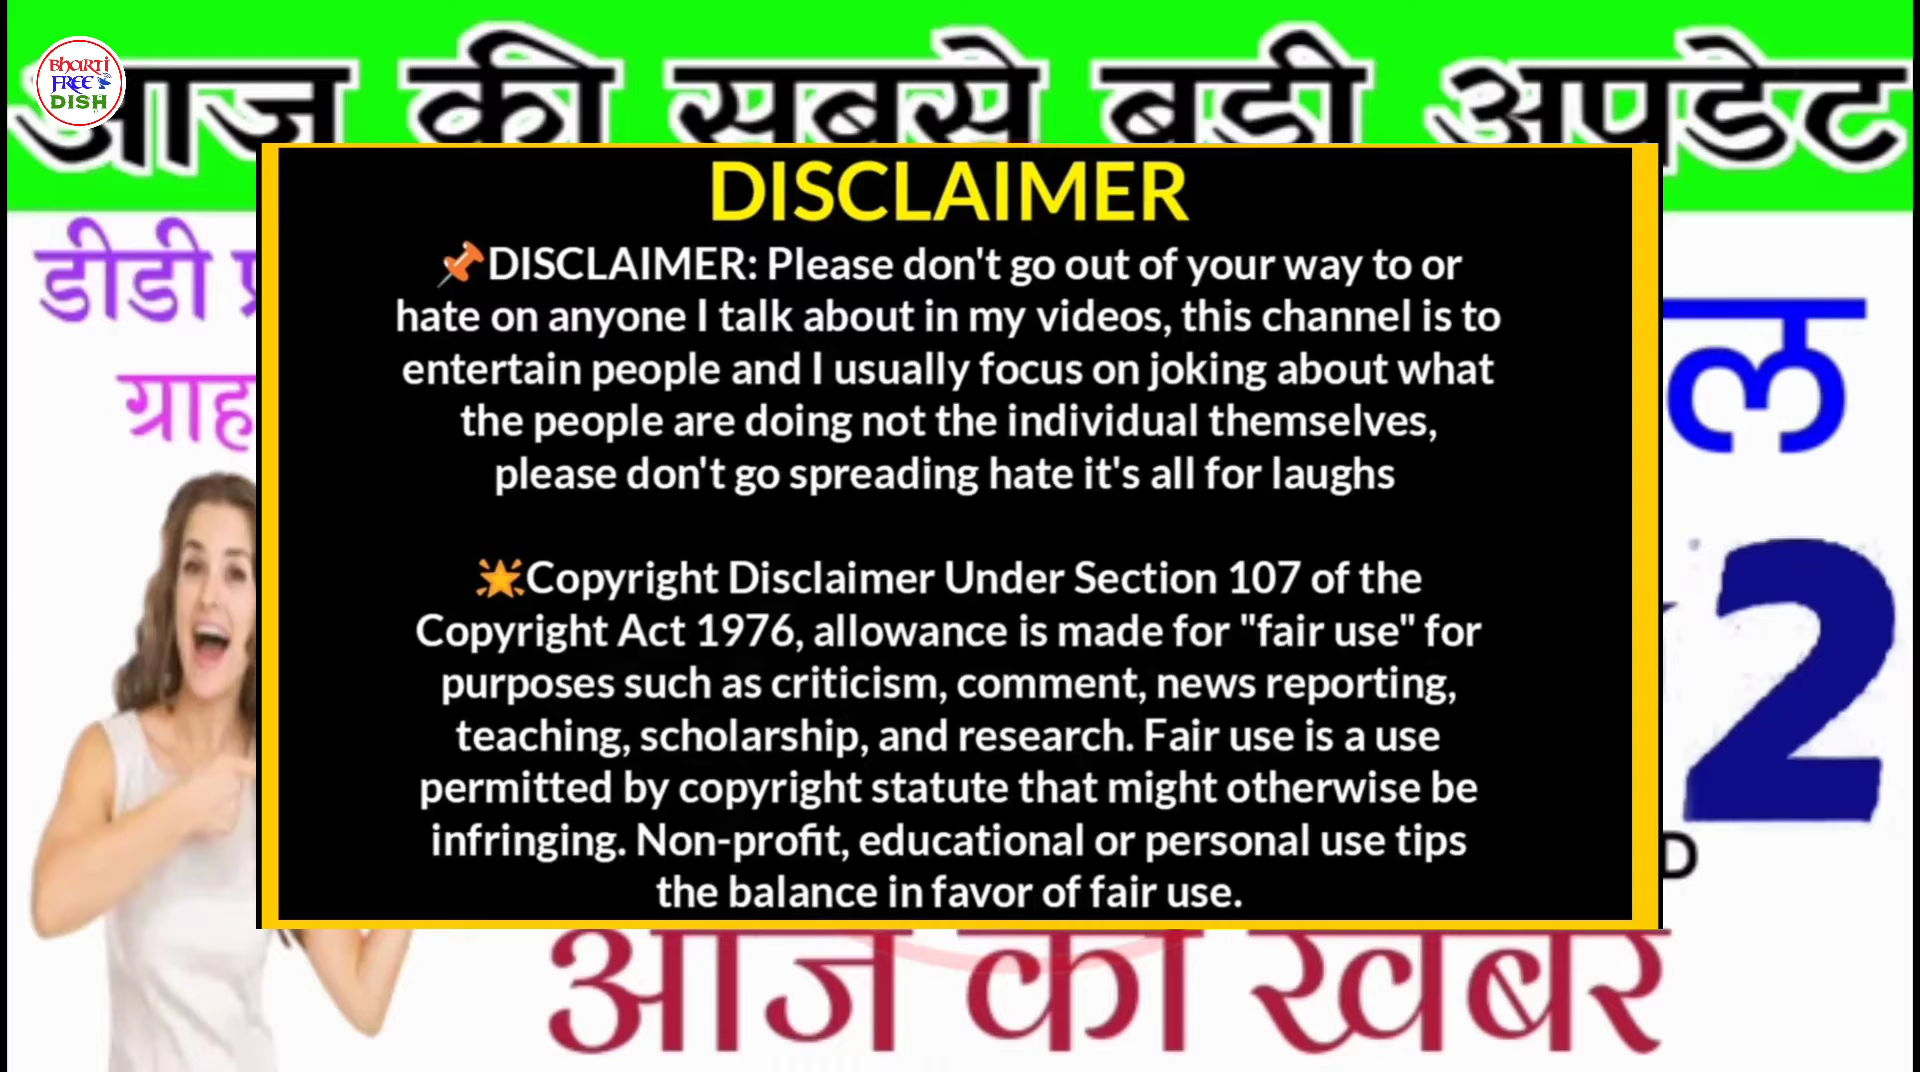 आज की सबसे बडी अपडेट
BHARTI
FREE
DISH
डीडी
ल
DISCLAIMER
📌DISCLAIMER: Please don't go out of your way to or
hate on anyone I talk about in my videos, this channel is to
entertain people and I usually focus on joking about what
the people are doing not the individual themselves,
please don't go spreading hate it's all for laughs
🌟Copyright Disclaimer Under Section 107 of the
Copyright Act 1976, allowance is made for "fair use" for
purposes such as criticism, comment, news reporting,
teaching, scholarship, and research. Fair use is a use
permitted by copyright statute that might otherwise be
infringing. Non-profit, educational or personal use tips
the balance in favor of fair use.
2
D
आज की खबर